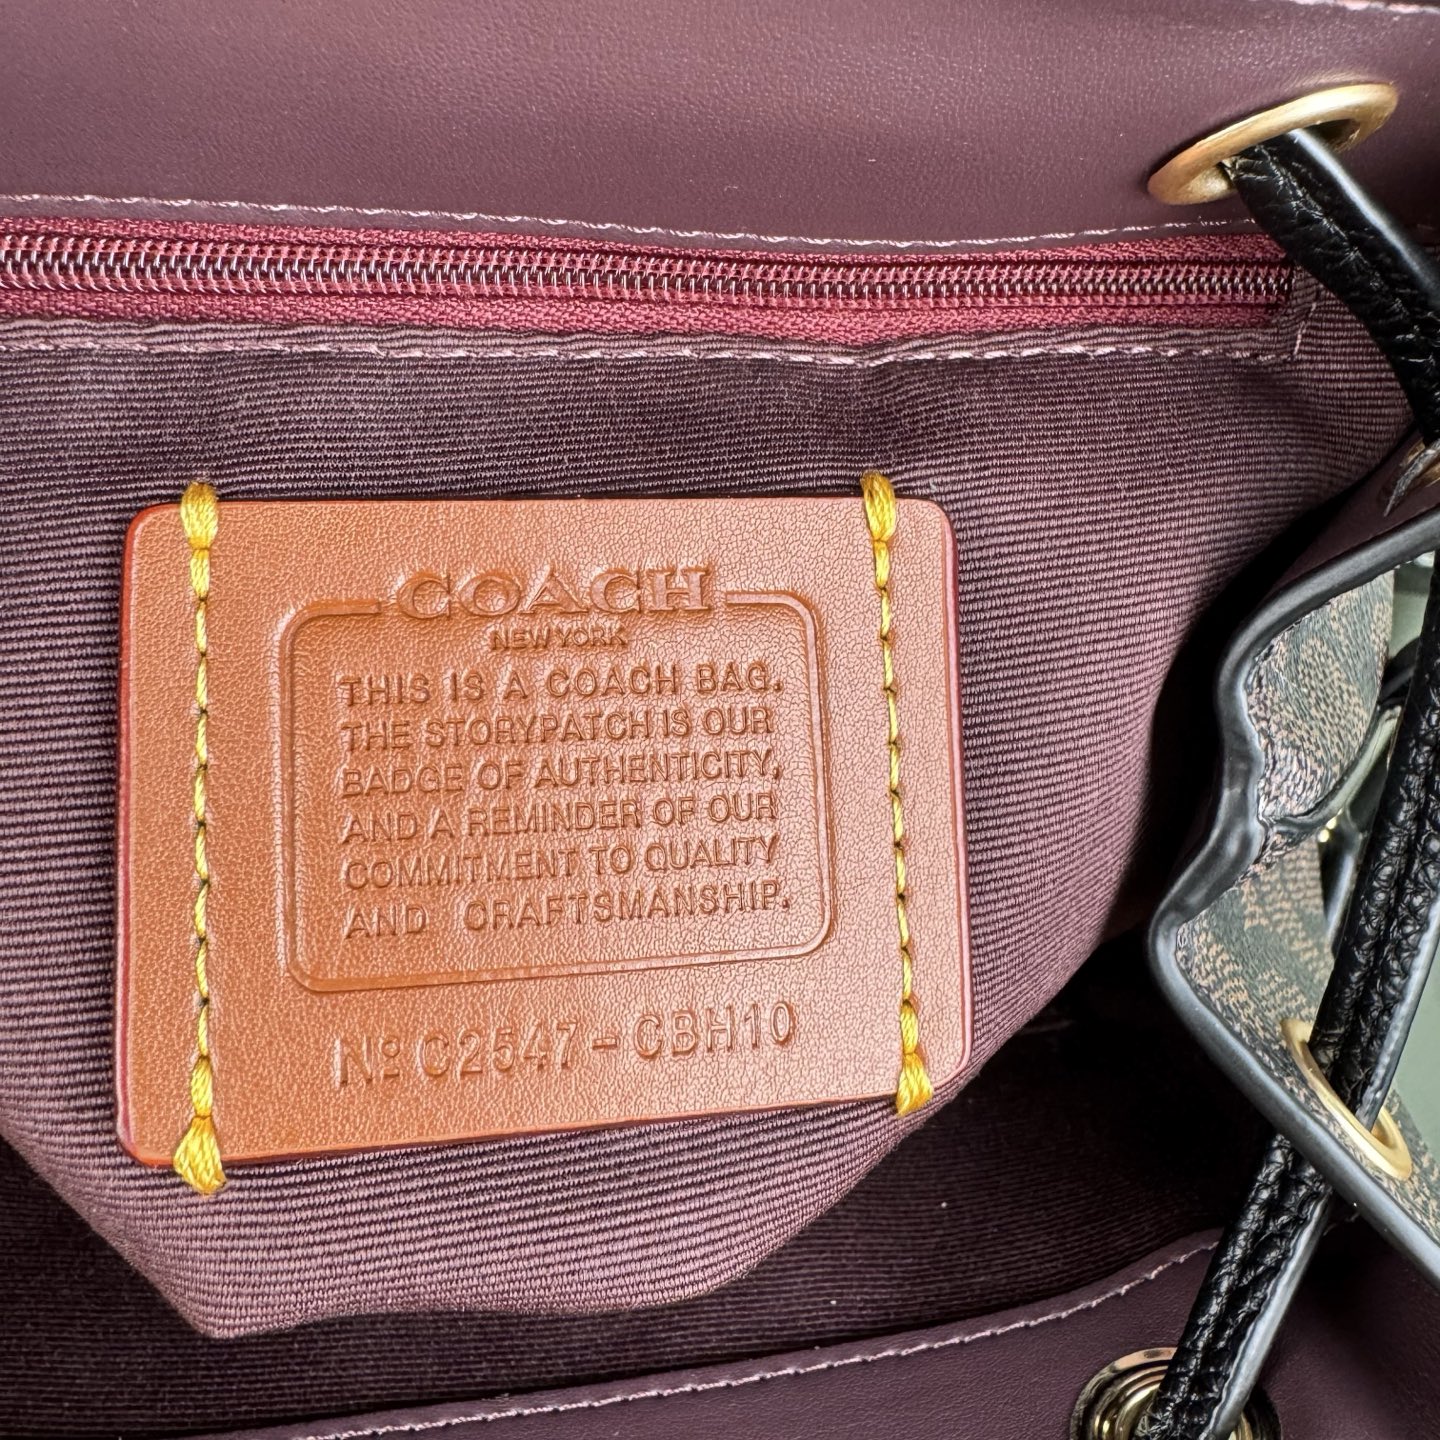 COACH
NEW YORK
THIS IS A COACH BAG.
THE STORYPATCH IS OUR
BADGE OF AUTHENTICITY,
AND A REMINDER OF OUR
COMMITMENT TO QUALITY
AND CRAFTSMANSHIP.
Nº C2547-CBH10